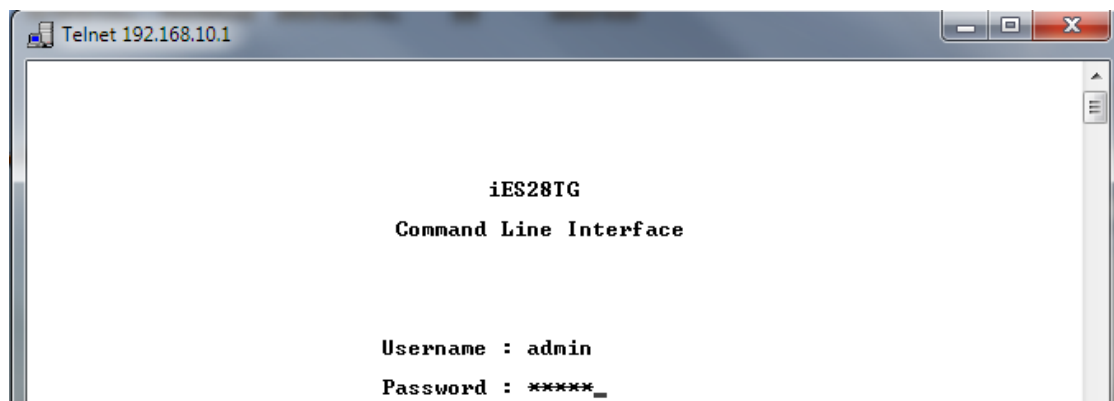 Telnet 192.168.10.1
iES28TG
Command Line Interface
Username : admin
Password : *****_